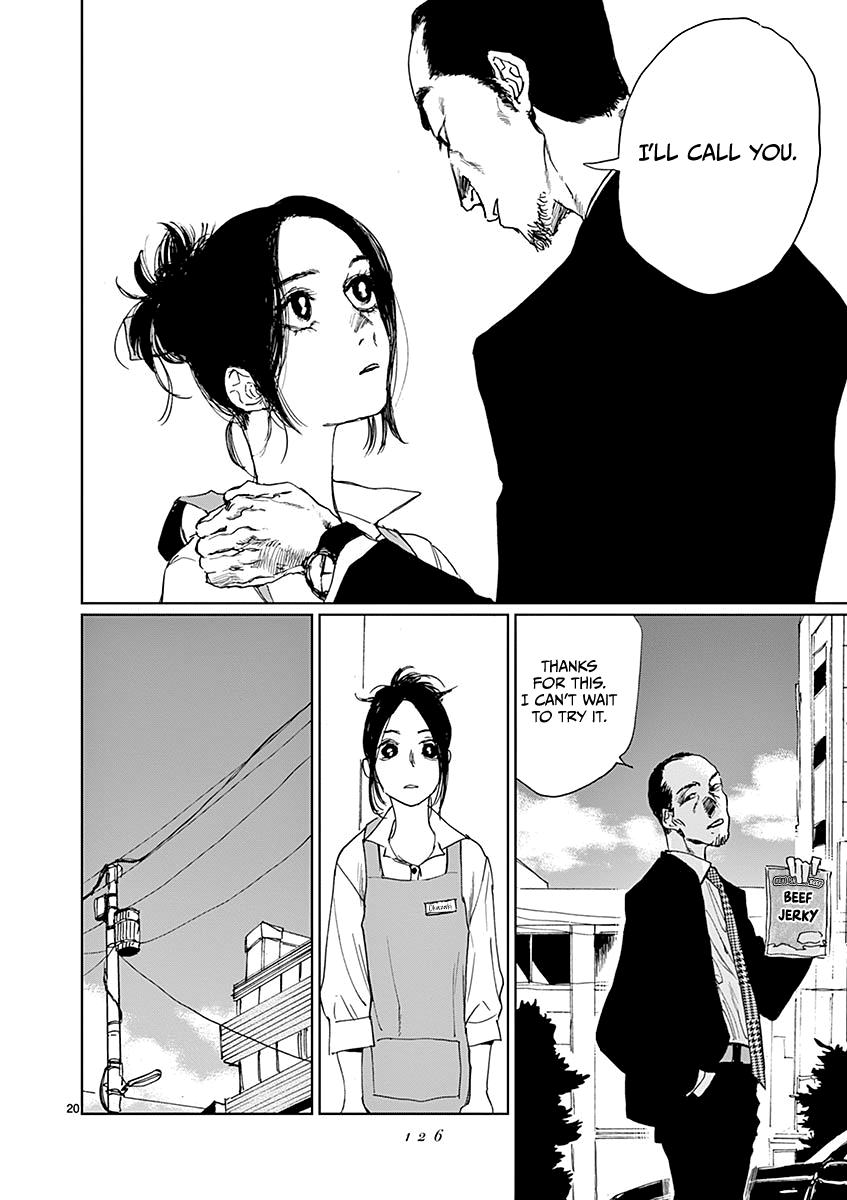 I'LL CALL YOU.
THANKS
FOR THIS.
I CAN'T WAIT
TO TRY IT.
BEEF
JERKY
20
126